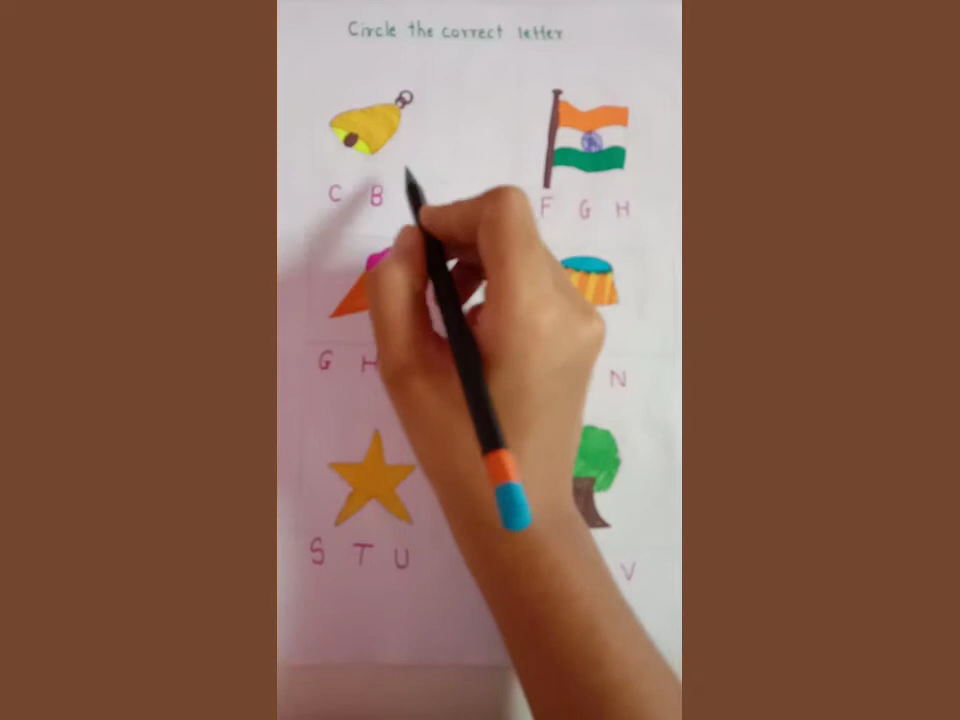 Circle the correct letter
C B
F G H
G H
N
S T U
V